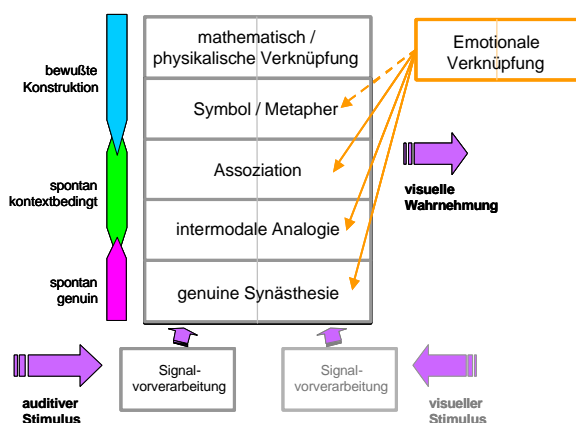 bewußte
Konstruktion
spontan
kontextbedingt
spontan
genuin
mathematisch /
physikalische Verknüpfung
Symbol / Metapher
Assoziation
intermodale Analogie
genuine Synästhesie
Emotionale
Verknüpfung
visuelle
Wahrnehmung
auditiver
Stimulus
Signal-
vorverarbeitung
Signal-
vorverarbeitung
visueller
Stimulus